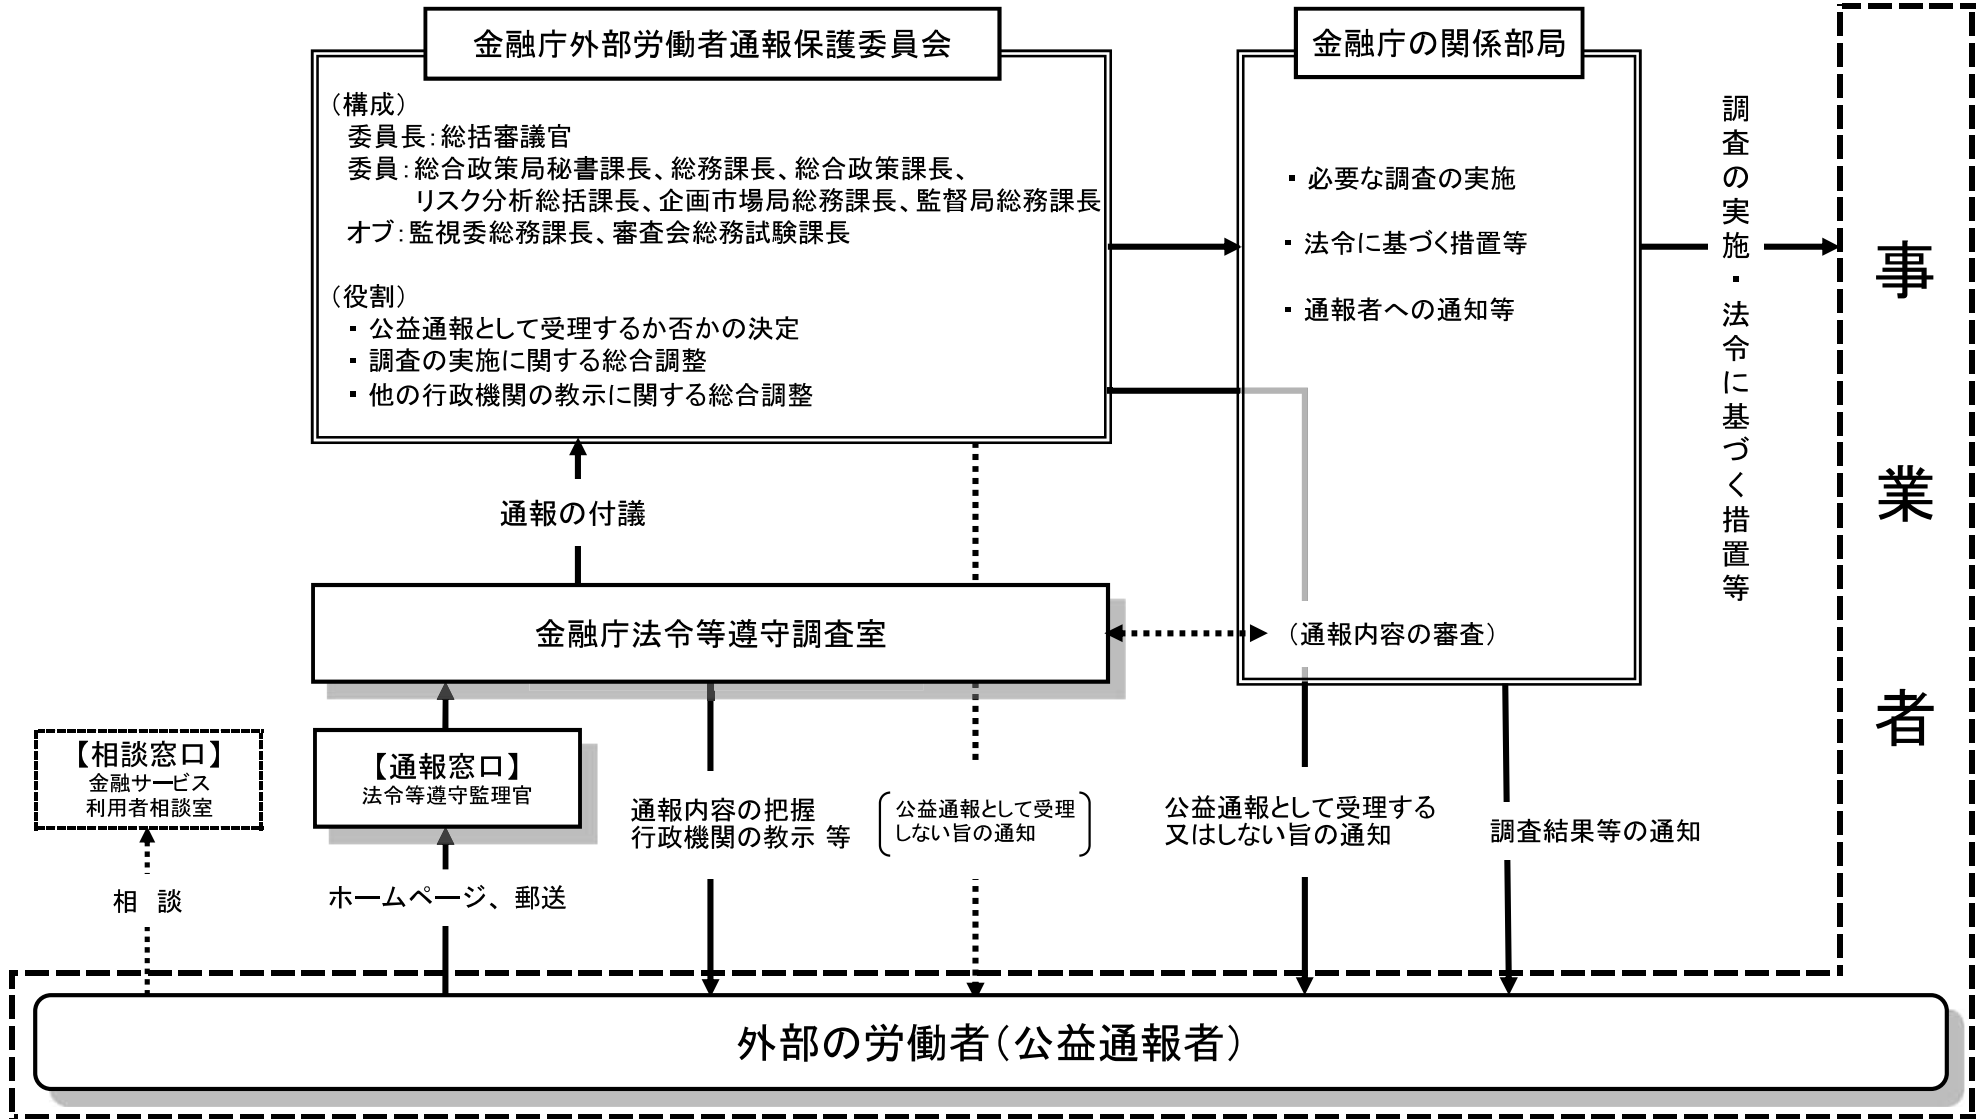 金融庁外部労働者通報保護委員会
（構成）
委員長：総括審議官
委員：総合政策局秘書課長、総務課長、総合政策課長、
リスク分析総括課長、企画市場局総務課長、監督局総務課長
オブ：監視委総務課長、審査会総務試験課長
（役割）
・公益通報として受理するか否かの決定
・調査の実施に関する総合調整
・他の行政機関の教示に関する総合調整
金融庁の関係部局
・必要な調査の実施
・法令に基づく措置等
・通報者への通知等
（通報内容の審査）
調査の実施・法令に基づく措置等
事業者
通報の付議
金融庁法令等遵守調査室
【相談窓口】
金融サービス
利用者相談室
【通報窓口】
法令等遵守監理官
通報内容の把握
行政機関の教示 等
公益通報として受理
しない旨の通知
公益通報として受理する
又はしない旨の通知
調査結果等の通知
相　談
ホームページ、郵送
外部の労働者（公益通報者）